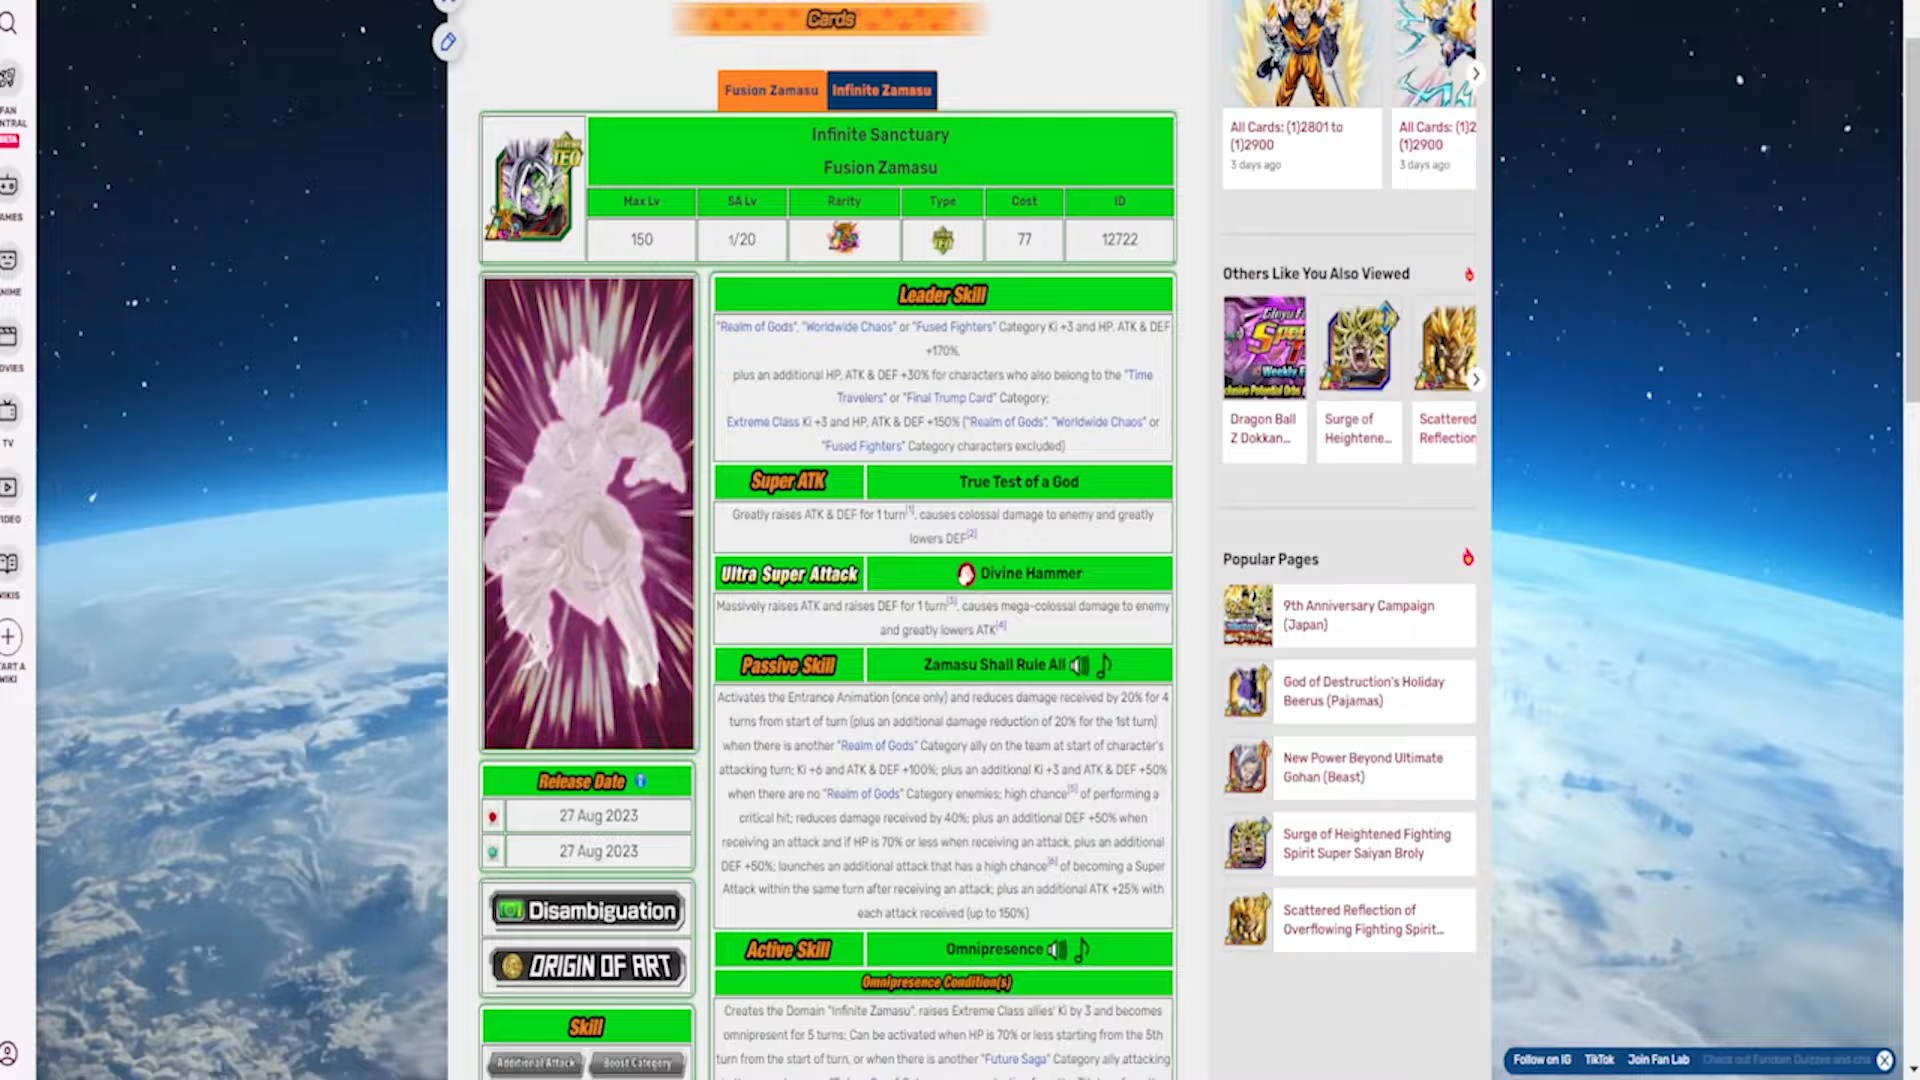 Cards
FAN
NTRAL
BETA
AMES
NIME
OVIES
TV
IDEO
IKIS
TART A
WIKI
Fusion Zamasu
Infinite Zamasu
Infinite Sanctuary
Fusion Zamasu
Max Lv
SA Lv
Rarity
Type
Cost
ID
150
1/20
77
12722
Leader Skill
"Realm of Gods", "Worldwide Chaos" or "Fused Fighters" Category Ki +3 and HP, ATK & DEF
+170%,
plus an additional HP, ATK & DEF +30% for characters who also belong to the "Time
Travelers" or "Final Trump Card" Category;
Extreme Class Ki +3 and HP, ATK & DEF +150% ("Realm of Gods", "Worldwide Chaos" or
"Fused Fighters" Category characters excluded)
Super ATK
True Test of a God
Greatly raises ATK & DEF for 1 turn[1], causes colossal damage to enemy and greatly
lowers DEF[2]
Ultra Super Attack
Divine Hammer
Massively raises ATK and raises DEF for 1 turn[3], causes mega-colossal damage to enemy
and greatly lowers ATK[4]
Passive Skill
Zamasu Shall Rule All
Activates the Entrance Animation (once only) and reduces damage received by 20% for 4
turns from start of turn (plus an additional damage reduction of 20% for the 1st turn)
when there is another "Realm of Gods" Category ally on the team at start of character's
attacking turn; Ki +6 and ATK & DEF +100%; plus an additional Ki +3 and ATK & DEF +50%
when there are no "Realm of Gods" Category enemies; high chance[5] of performing a
critical hit; reduces damage received by 40%; plus an additional DEF +50% when
receiving an attack and if HP is 70% or less when receiving an attack, plus an additional
DEF +50%; launches an additional attack that has a high chance[6] of becoming a Super
Attack within the same turn after receiving an attack; plus an additional ATK +25% with
each attack received (up to 150%)
Active Skill
Omnipresence
Omnipresence Condition(s)
Creates the Domain "Infinite Zamasu", raises Extreme Class allies' Ki by 3 and becomes
omnipresent for 5 turns; Can be activated when HP is 70% or less starting from the 5th
turn from the start of turn, or when there is another "Future Saga" Category ally attacking
Release Date
27 Aug 2023
27 Aug 2023
Disambiguation
ORIGIN OF ART
Skill
Additional Attack
Boost Category
All Cards: (1)2801 to
(1)2900
3 days ago
All Cards: (1)2
(1)2900
3 days ago
Others Like You Also Viewed
Dragon Ball
Z Dokkan...
Surge of
Heightene...
Scattered
Reflection
Popular Pages
9th Anniversary Campaign
(Japan)
God of Destruction's Holiday
Beerus (Pajamas)
New Power Beyond Ultimate
Gohan (Beast)
Surge of Heightened Fighting
Spirit Super Saiyan Broly
Scattered Reflection of
Overflowing Fighting Spirit...
Follow on IG
TikTok
Join Fan Lab
Check out Fandom Quizzes and cha